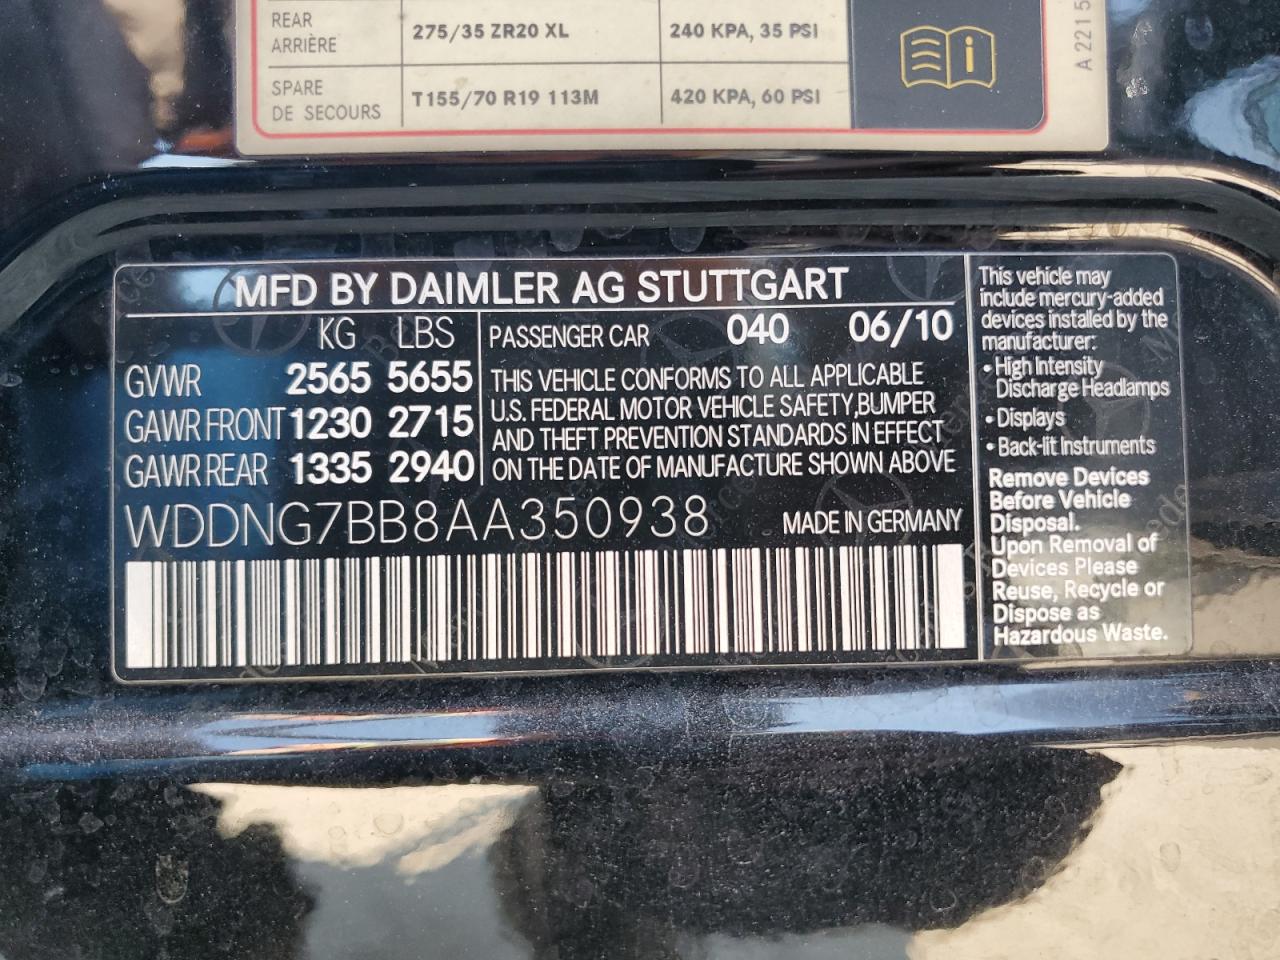 REAR
ARRIÈRE
275/35 ZR20 XL
240 KPA, 35 PSI
SPARE
DE SECOURS
T155/70 R19 113M
420 KPA, 60 PSI
A 221 5
MFD BY DAIMLER AG STUTTGART
KG LBS
GVWR 2565 5655
GAWR FRONT 1230 2715
GAWR REAR 1335 2940
PASSENGER CAR 040 06/10
THIS VEHICLE CONFORMS TO ALL APPLICABLE
U.S. FEDERAL MOTOR VEHICLE SAFETY,BUMPER
AND THEFT PREVENTION STANDARDS IN EFFECT
ON THE DATE OF MANUFACTURE SHOWN ABOVE
WDDNG7BB8AA350938
MADE IN GERMANY
This vehicle may
include mercury-added
devices installed by the
manufacturer:
• High Intensity
Discharge Headlamps
• Displays
• Back-lit Instruments
Remove Devices
Before Vehicle
Disposal.
Upon Removal of
Devices Please
Reuse, Recycle or
Dispose as
Hazardous Waste.